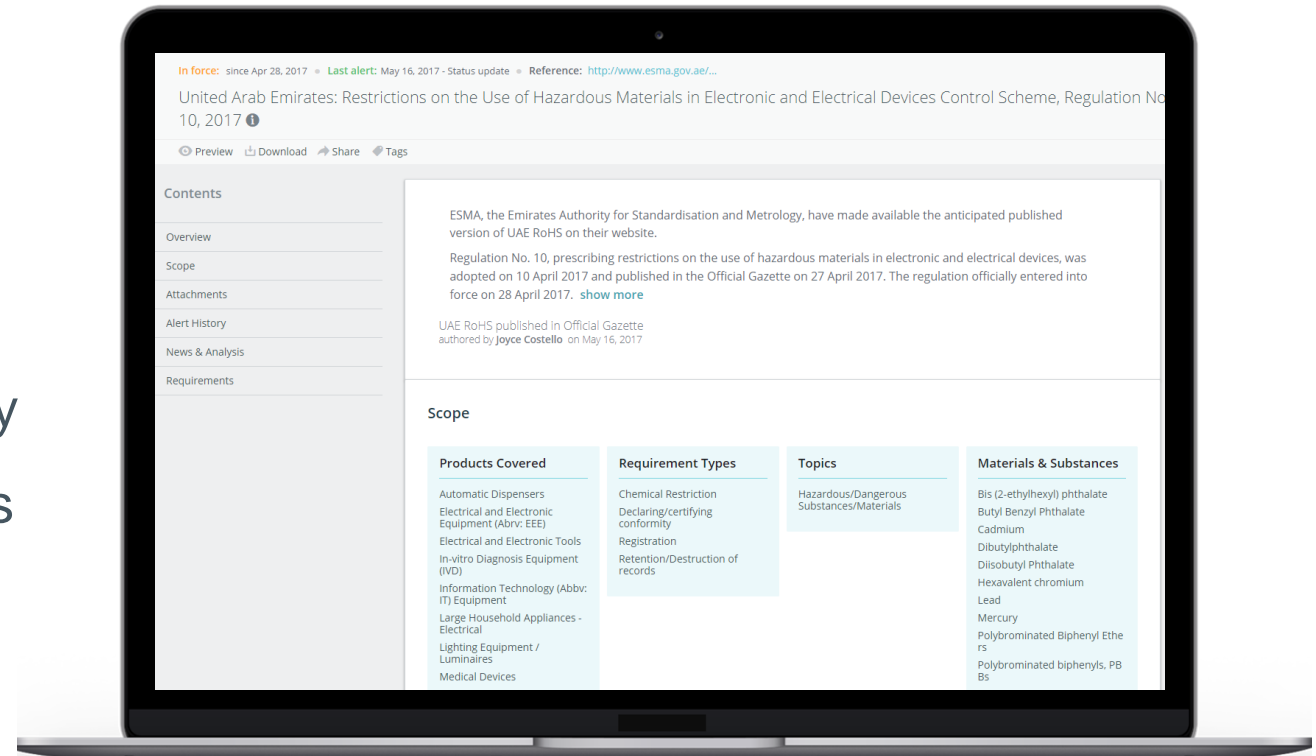 In force: since Apr 28, 2017 Last alert: May 16, 2017 - Status update Reference: http://www.esma.gov.ae/...
United Arab Emirates: Restrictions on the Use of Hazardous Materials in Electronic and Electrical Devices Control Scheme, Regulation No
10, 2017
Preview Download Share Tags
Contents
Overview
Scope
Attachments
Alert History
News & Analysis
Requirements
y
s
ESMA, the Emirates Authority for Standardisation and Metrology, have made available the anticipated published
version of UAE RoHS on their website.
Regulation No. 10, prescribing restrictions on the use of hazardous materials in electronic and electrical devices, was
adopted on 10 April 2017 and published in the Official Gazette on 27 April 2017. The regulation officially entered into
force on 28 April 2017. show more
UAE RoHS published in Official Gazette
authored by Joyce Costello on May 16, 2017
Scope
Products Covered
Automatic Dispensers
Electrical and Electronic
Equipment (Abrv: EEE)
Electrical and Electronic Tools
In-vitro Diagnosis Equipment
(IVD)
Information Technology (Abbv:
IT) Equipment
Large Household Appliances -
Electrical
Lighting Equipment /
Luminaires
Medical Devices
Requirement Types
Chemical Restriction
Declaring/certifying
conformity
Registration
Retention/Destruction of
records
Topics
Hazardous/Dangerous
Substances/Materials
Materials & Substances
Bis (2-ethylhexyl) phthalate
Butyl Benzyl Phthalate
Cadmium
Dibutylphthalate
Diisobutyl Phthalate
Hexavalent chromium
Lead
Mercury
Polybrominated Biphenyl Ethe
rs
Polybrominated biphenyls, PB
Bs